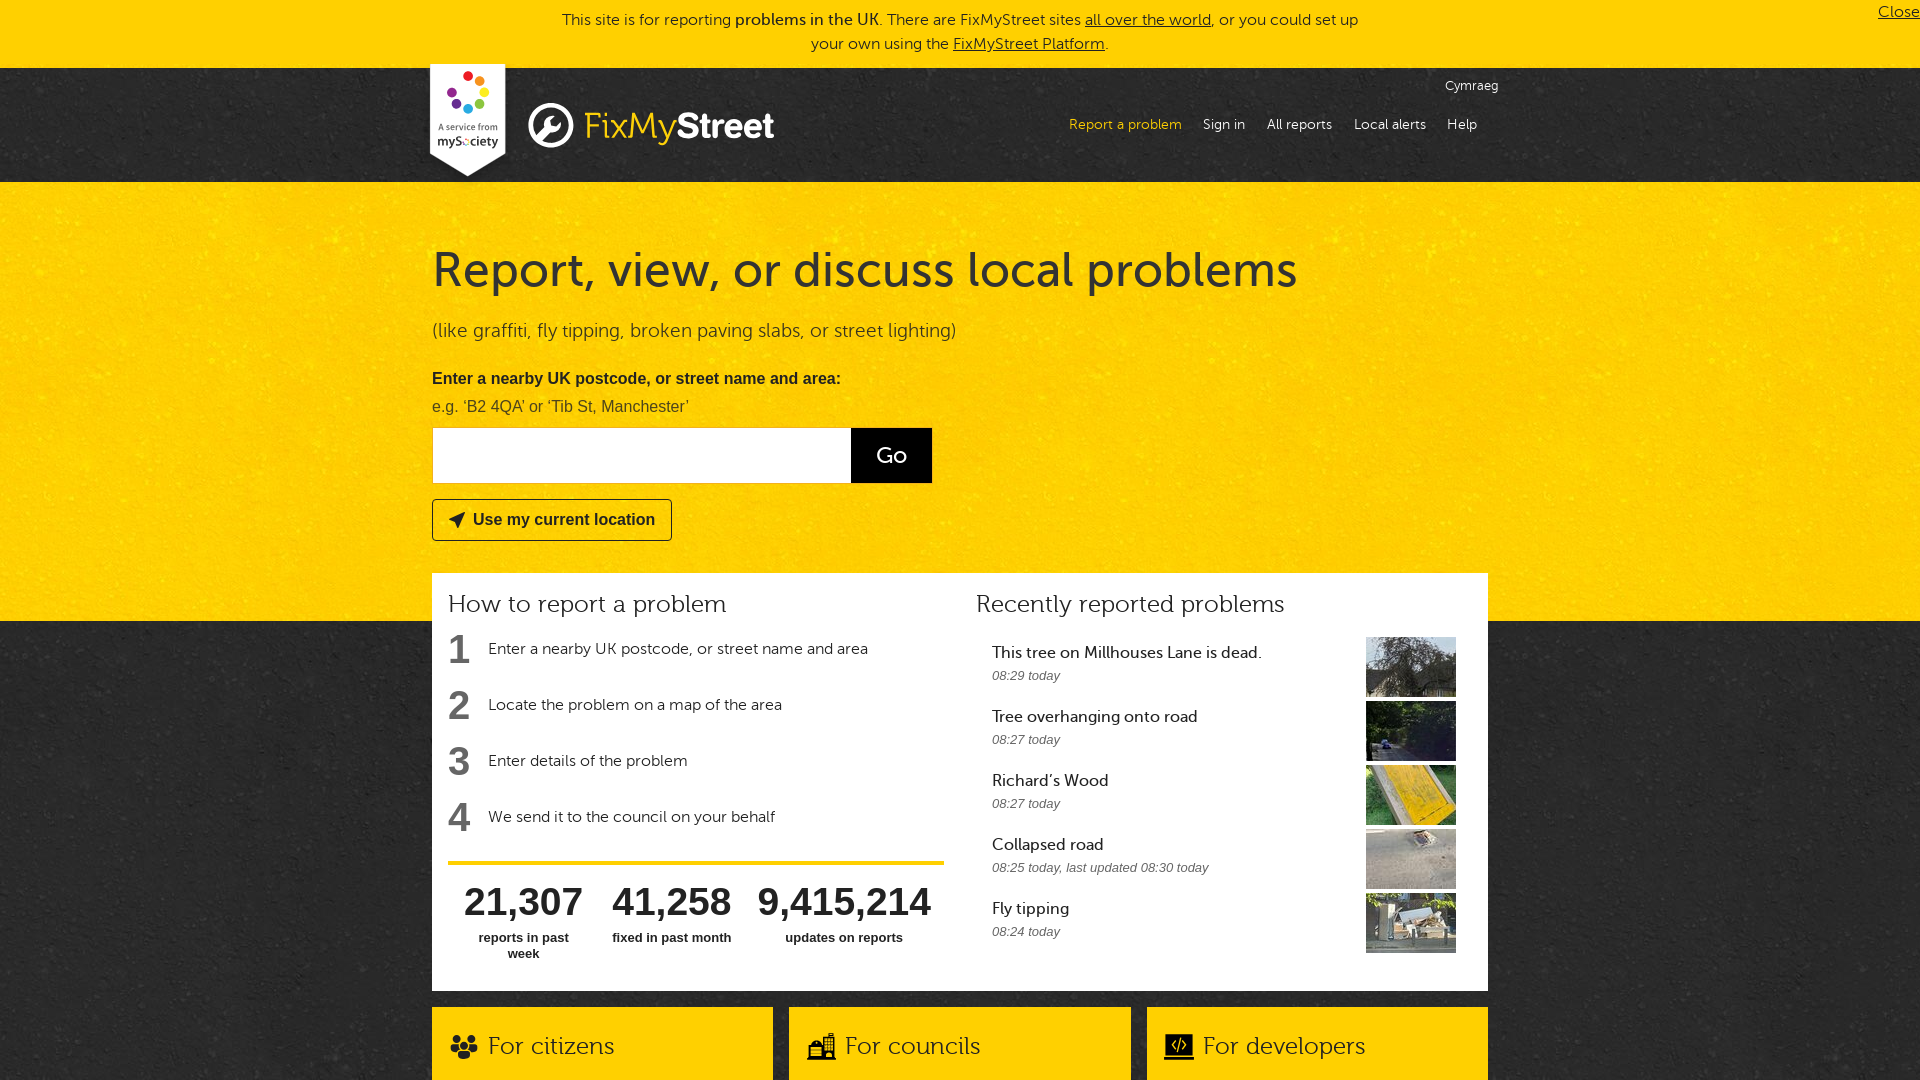 This site is for reporting problems in the UK. There are FixMyStreet sites all over the world, or you could set up
your own using the FixMyStreet Platform.
Close
A service from
mySociety
FixMyStreet
Cymraeg
Report a problem
Sign in
All reports
Local alerts
Help
Report, view, or discuss local problems
(like graffiti, fly tipping, broken paving slabs, or street lighting)
Enter a nearby UK postcode, or street name and area:
e.g. ‘B2 4QA’ or ‘Tib St, Manchester’
Go
Use my current location
How to report a problem
1 Enter a nearby UK postcode, or street name and area
2 Locate the problem on a map of the area
3 Enter details of the problem
4 We send it to the council on your behalf
21,307
reports in past
week
41,258
fixed in past month
9,415,214
updates on reports
Recently reported problems
This tree on Millhouses Lane is dead.
08:29 today
Tree overhanging onto road
08:27 today
Richard’s Wood
08:27 today
Collapsed road
08:25 today, last updated 08:30 today
Fly tipping
08:24 today
For citizens
For councils
For developers